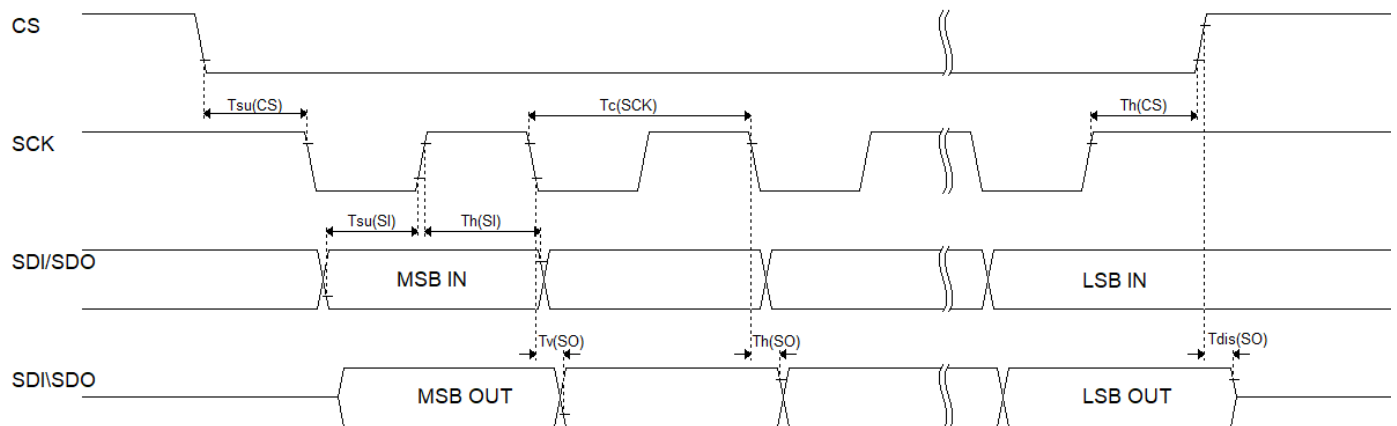 CS
Tsu(CS)
Tc(SCK)
Th(CS)
SCK
Tsu(SI)
Th(SI)
SDI/SDO
MSB IN
LSB IN
Tv(SO)
Th(SO)
Tdis(SO)
SDI\SDO
MSB OUT
LSB OUT